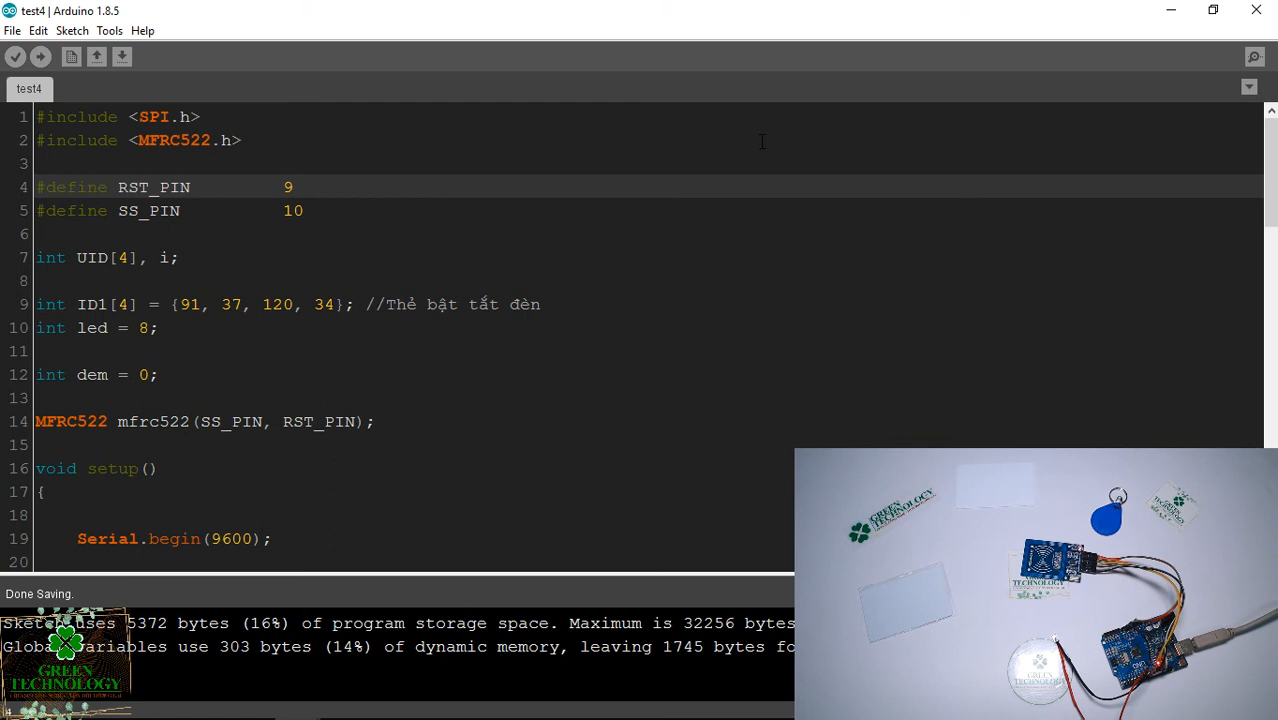 test4 | Arduino 1.8.5
File Edit Sketch Tools Help
test4
1 #include <SPI.h>
2 #include <MFRC522.h>
3
4 #define RST_PIN 9
5 #define SS_PIN 10
6
7 int UID[4], i;
8
9 int ID1[4] = {91, 37, 120, 34}; //Thẻ bật tắt đèn
10 int led = 8;
11
12 int dem = 0;
13
14 MFRC522 mfrc522(SS_PIN, RST_PIN);
15
16 void setup()
17 {
18
19 Serial.begin(9600);
20
Done Saving.
Sketch uses 5372 bytes (16%) of program storage space. Maximum is 32256 bytes
Global variables use 303 bytes (14%) of dynamic memory, leaving 1745 bytes fo
GREEN
TECHNOLOGY
4
GREEN TECHNOLOGY
GREEN
TECHNOLOGY